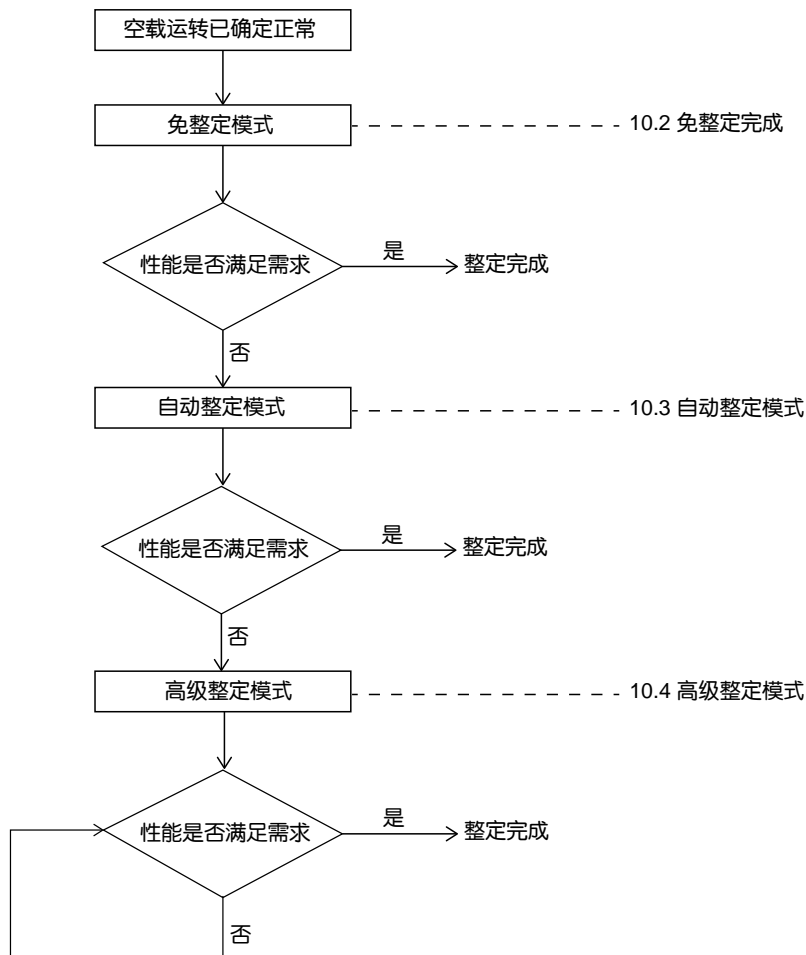 空载运转已确定正常
免整定模式
10.2 免整定完成
性能是否满足需求
是
整定完成
否
自动整定模式
10.3 自动整定模式
性能是否满足需求
是
整定完成
否
高级整定模式
10.4 高级整定模式
性能是否满足需求
是
整定完成
否